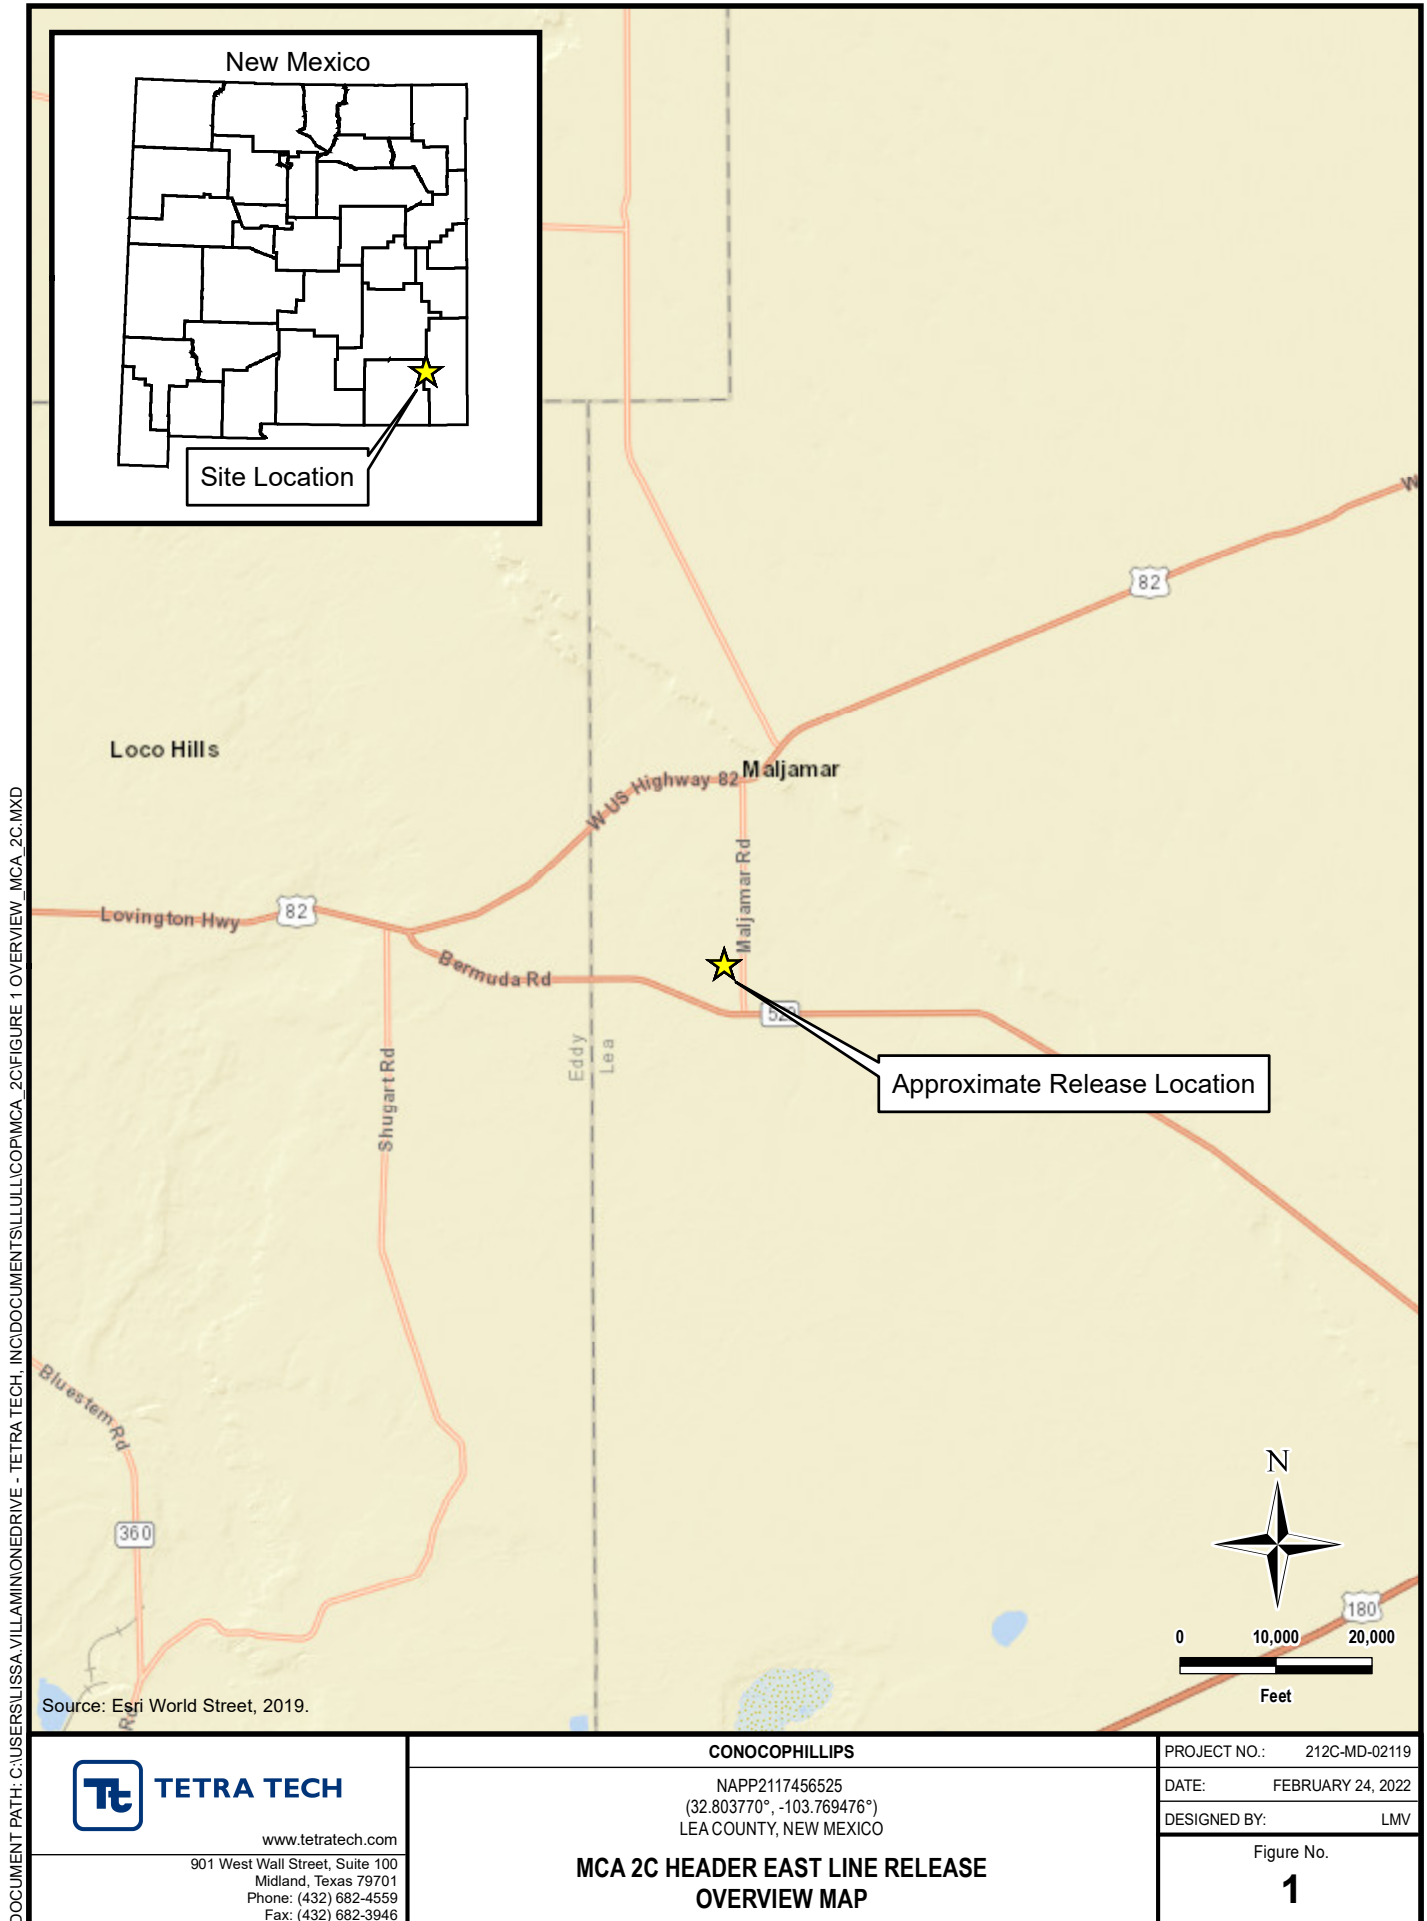 New Mexico
Site Location
82
Loco Hills
Maljamar
W US Highway 82
Maljamar Rd
Lovington Hwy
82
Bermuda Rd
Eddy
Lea
Shugart Rd
Approximate Release Location
Bluestem Rd
360
N
180
0 10,000 20,000
Feet
Rd
W
Source: Esri World Street, 2019.
DOCUMENT PATH: C:\USERS\LISSA.VILLAMIN\ONEDRIVE - TETRA TECH, INC\DOCUMENTS\LLULL\COP\MCA_2C\FIGURE 1 OVERVIEW_MCA_2C.MXD
Tt TETRA TECH
www.tetratech.com
901 West Wall Street, Suite 100
Midland, Texas 79701
Phone: (432) 682-4559
Fax: (432) 682-3946
CONOCOPHILLIPS
NAPP2117456525
(32.803770°, -103.769476°)
LEA COUNTY, NEW MEXICO
MCA 2C HEADER EAST LINE RELEASE
OVERVIEW MAP
PROJECT NO.: 212C-MD-02119
DATE: FEBRUARY 24, 2022
DESIGNED BY: LMV
Figure No.
1